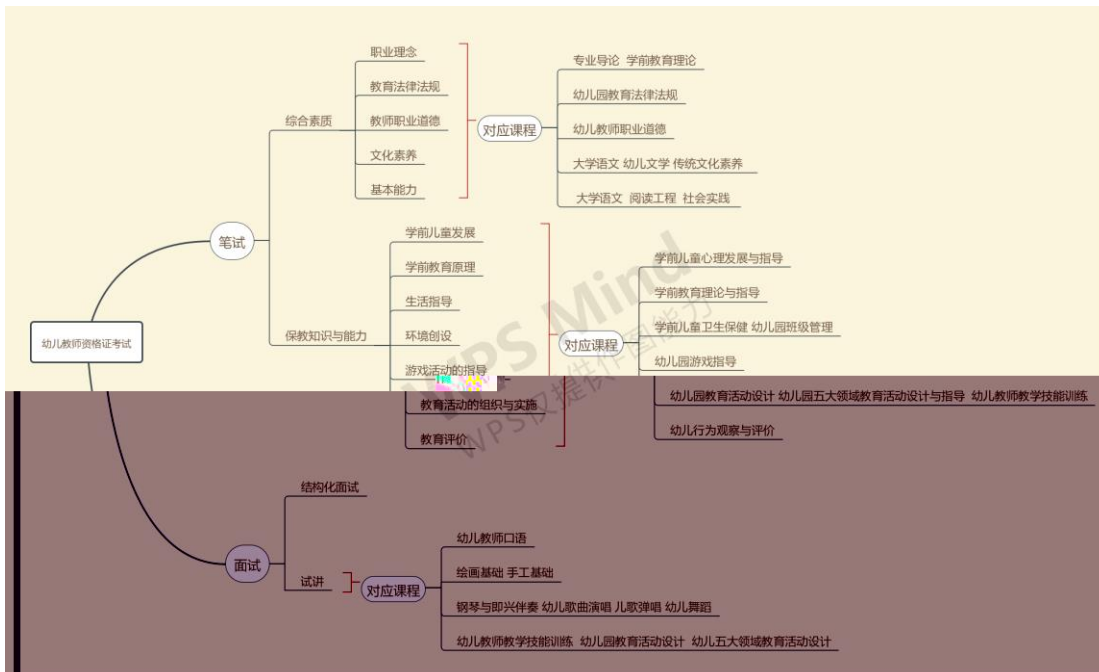 幼儿教师资格证考试
笔试
综合素质
职业理念
教育法律法规
教师职业道德
文化素养
基本能力
对应课程
专业导论 学前教育理论
幼儿园教育法律法规
幼儿教师职业道德
大学语文 幼儿文学 传统文化素养
大学语文 阅读工程 社会实践
保教知识与能力
学前儿童发展
学前教育原理
生活指导
环境创设
游戏活动的指导
教育活动的组织与实施
教育评价
对应课程
学前儿童心理发展与指导
学前教育理论与指导
学前儿童卫生保健 幼儿园班级管理
幼儿园游戏指导
幼儿园教育活动设计 幼儿园五大领域教育活动设计与指导 幼儿教师教学技能训练
幼儿行为观察与评价
面试
结构化面试
试讲
对应课程
幼儿教师口语
绘画基础 手工基础
钢琴与即兴伴奏 幼儿歌曲演唱 儿歌弹唱 幼儿舞蹈
幼儿教师教学技能训练 幼儿园教育活动设计 幼儿五大领域教育活动设计
WPS Mind
WPS仅提供作图能力